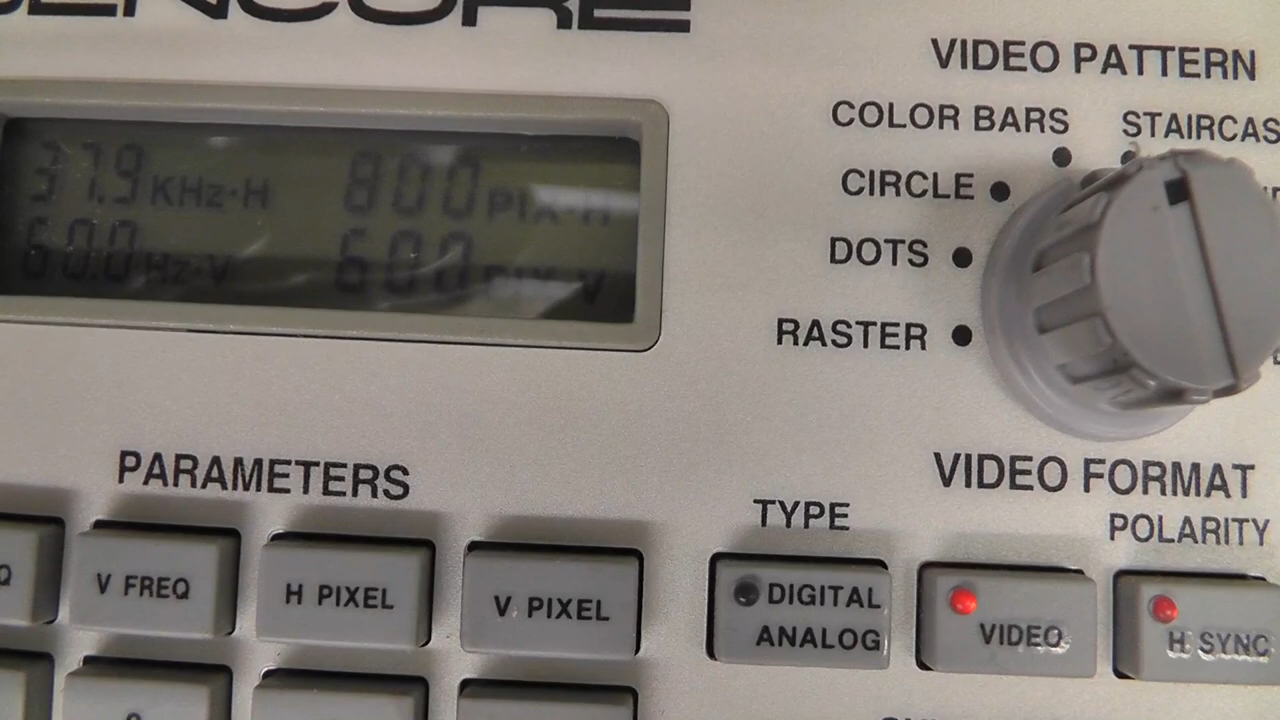 SENCORE
37.9 KHz·H 800 PIX·H
60.0 Hz·V 600 PIX·V
VIDEO PATTERN
COLOR BARS
STAIRCAS
CIRCLE
DOTS
RASTER
PARAMETERS
VIDEO FORMAT
TYPE
POLARITY
Q
V FREQ
H PIXEL
V PIXEL
DIGITAL
ANALOG
VIDEO
H SYNC